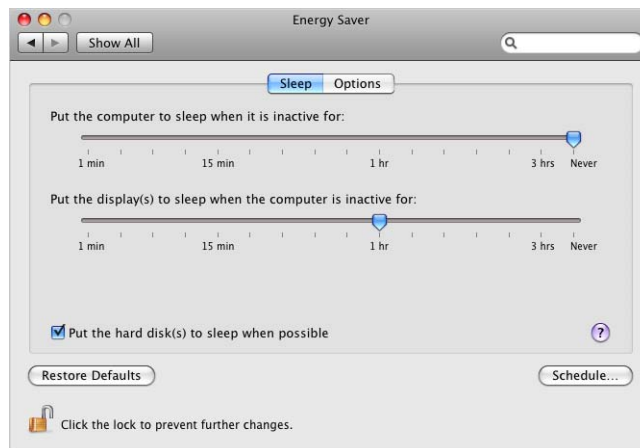 Energy Saver
Show All
Sleep Options
Put the computer to sleep when it is inactive for:
1 min 15 min 1 hr 3 hrs Never
Put the display(s) to sleep when the computer is inactive for:
1 min 15 min 1 hr 3 hrs Never
Put the hard disk(s) to sleep when possible ?
Restore Defaults Schedule...
Click the lock to prevent further changes.